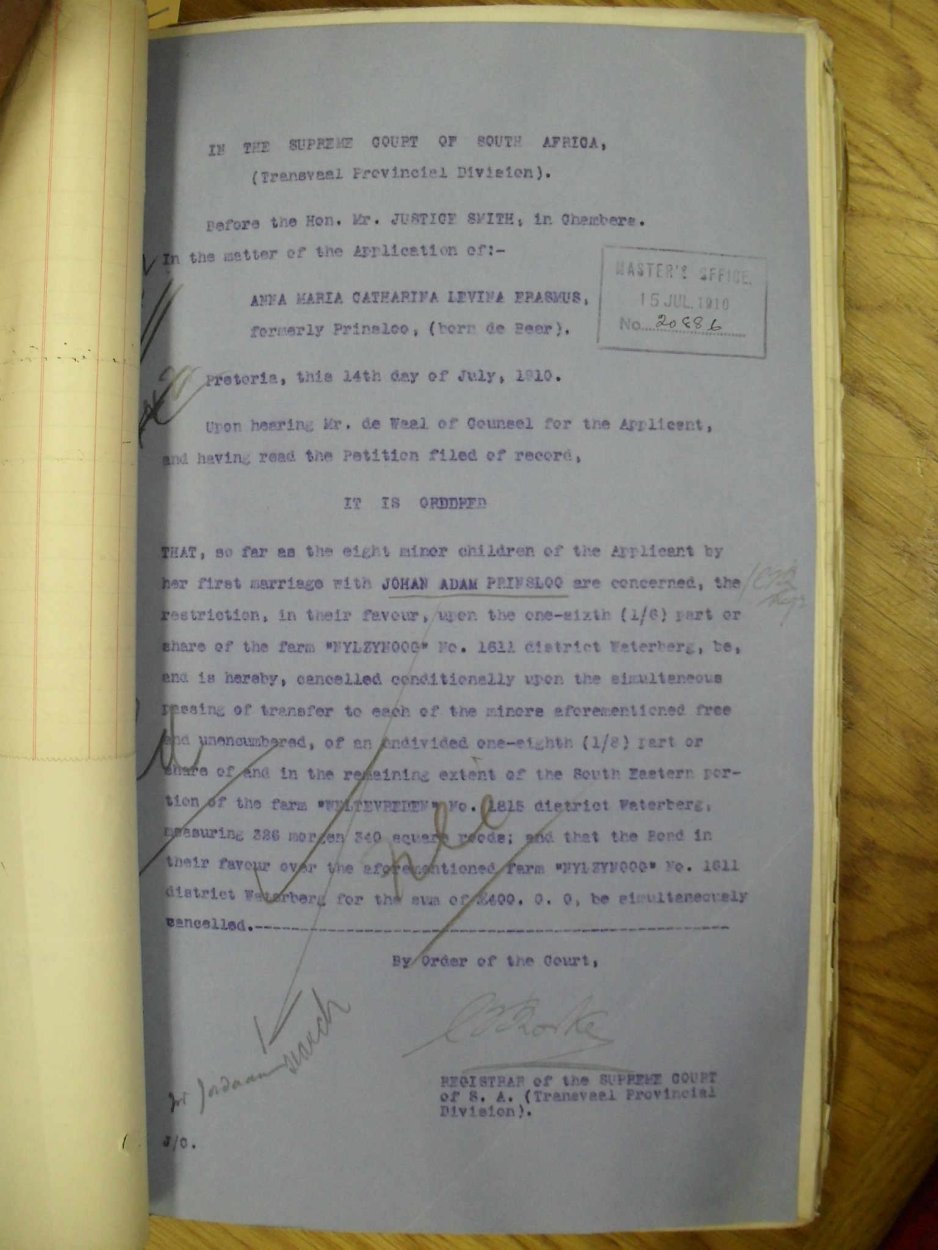 IN THE SUPREME COURT OF SOUTH AFRICA,
(Transvaal Provincial Division).
Before the Hon. Mr. JUSTICE SMITH, in Chambers.
In the matter of the Application of:-
MASTER'S OFFICE.
15 JUL. 1910
No. 20886
ANNA MARIA CATHARINA LEVINA ERASMUS,
formerly Prinsloo, (born de Beer).
Pretoria, this 14th day of July, 1910.
Upon hearing Mr. de Waal of Counsel for the Applicant,
and having read the Petition filed of record,
IT IS ORDDRED
THAT, so far as the eight minor children of the Applicant by
her first marriage with JOHAN ADAM PRINSLOO are concerned, the
restriction, in their favour, upon the one-sixth (1/6) part or
share of the farm "NYLZYNOOG" No. 1611 district Waterberg, be,
and is hereby, cancelled conditionally upon the simultaneous
passing of transfer to each of the minors aforementioned free
and unencumbered, of an undivided one-eighth (1/8) part or
share of and in the remaining extent of the South Eastern por-
tion of the farm "WELTEVREDEN" No. 1815 district Waterberg,
measuring 326 morgen 340 square roods; and that the Bond in
their favour over the aforementioned farm "NYLZYNOOG" No. 1611
district Waterberg for the sum of £400. 0. 0, be simultaneously
cancelled.
By Order of the Court,
REGISTRAR of the SUPREME COURT
of S. A. (Transvaal Provincial
Division).
Jordaan
search
J/O.